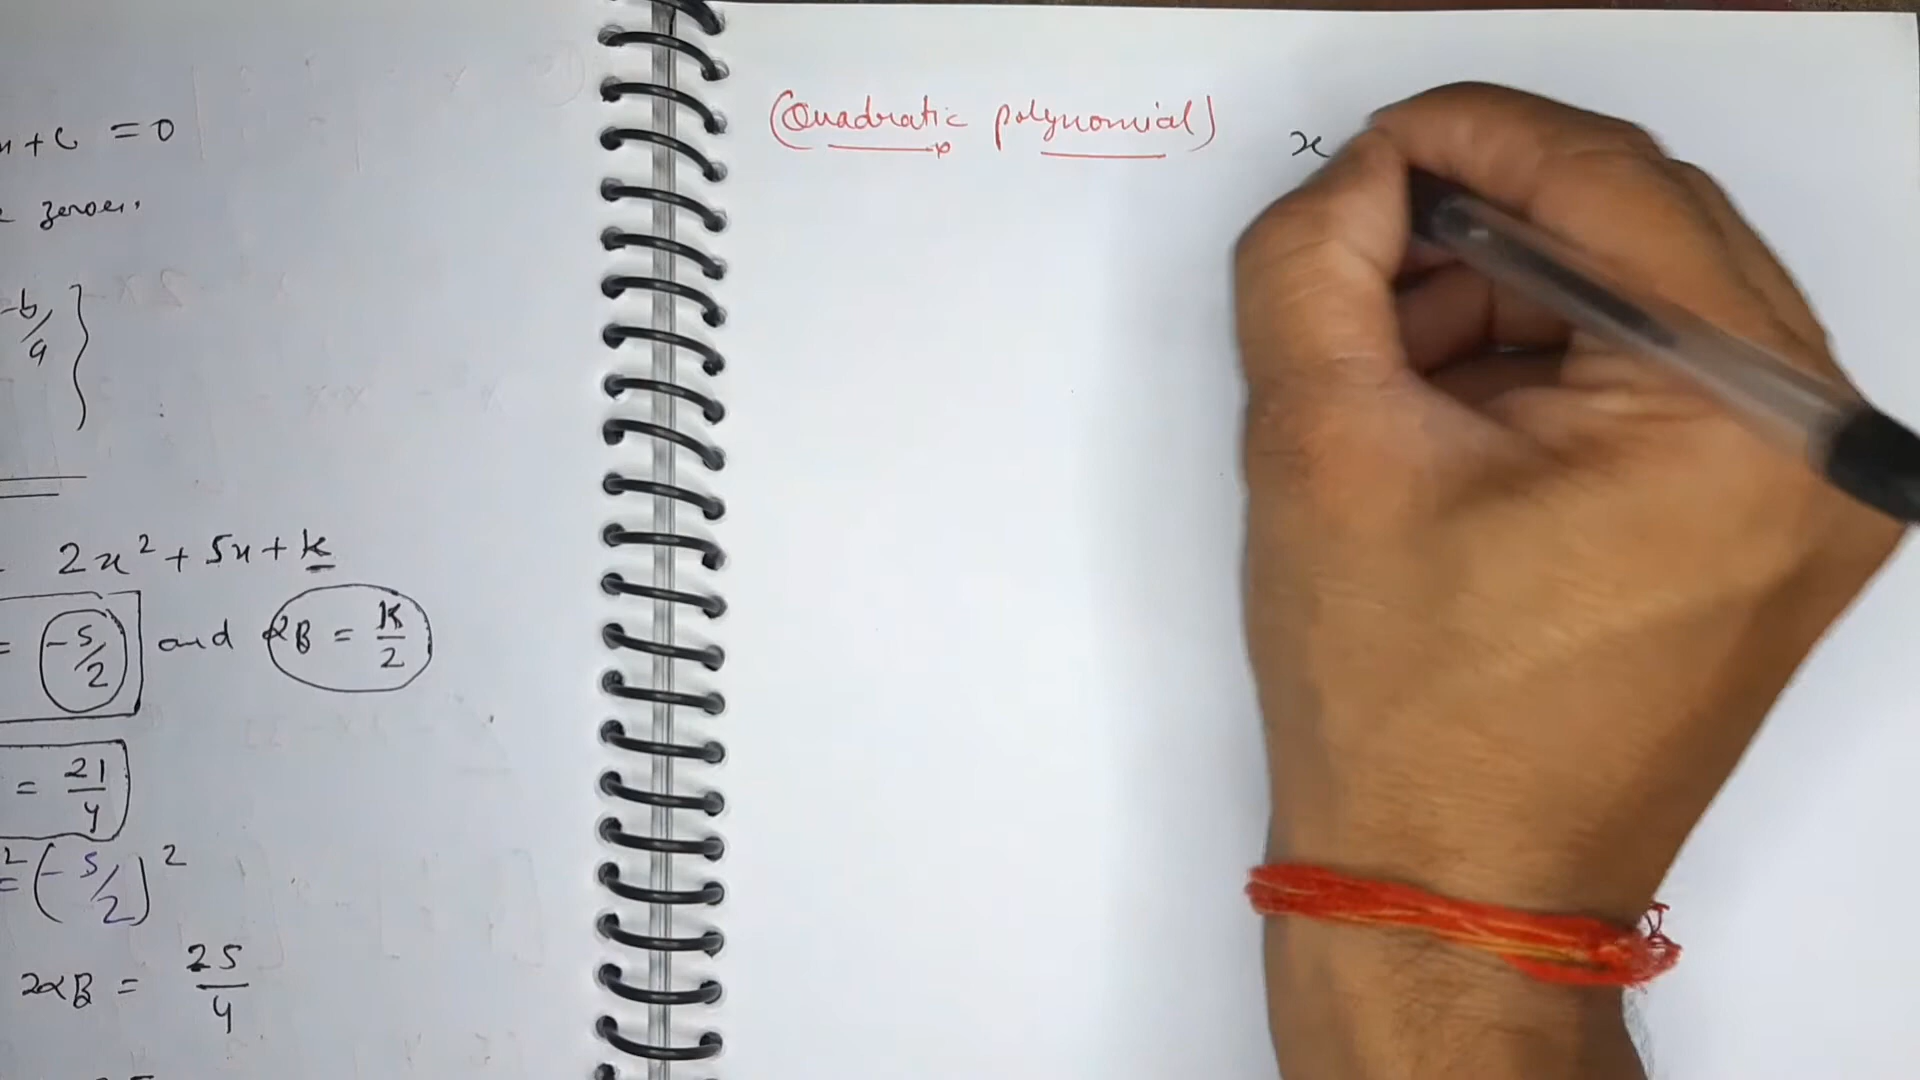 x + c = 0
zeroes.
-b/a }
2x² + 5x + k
= -5/2 and αβ = k/2
= 21/4
² = (-5/2)²
2αβ = 25/4
(Quadratic polynomial) x